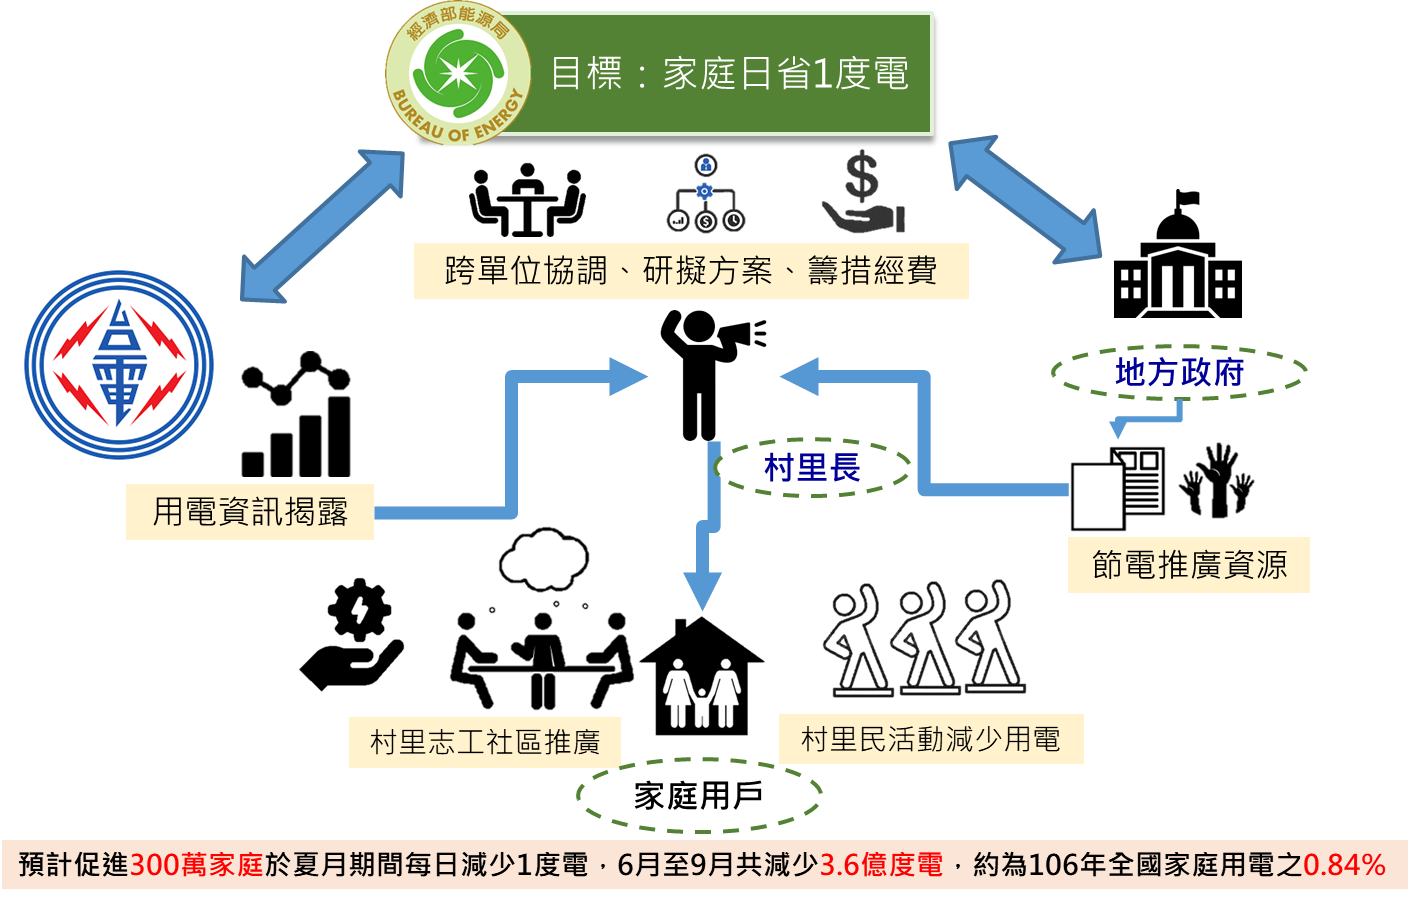 經濟部能源局
BUREAU OF ENERGY
目標：家庭日省1度電
跨單位協調、研擬方案、籌措經費
台電
地方政府
村里長
用電資訊揭露
節電推廣資源
村里志工社區推廣
村里民活動減少用電
家庭用戶
預計促進300萬家庭於夏月期間每日減少1度電，6月至9月共減少3.6億度電，約為106年全國家庭用電之0.84%